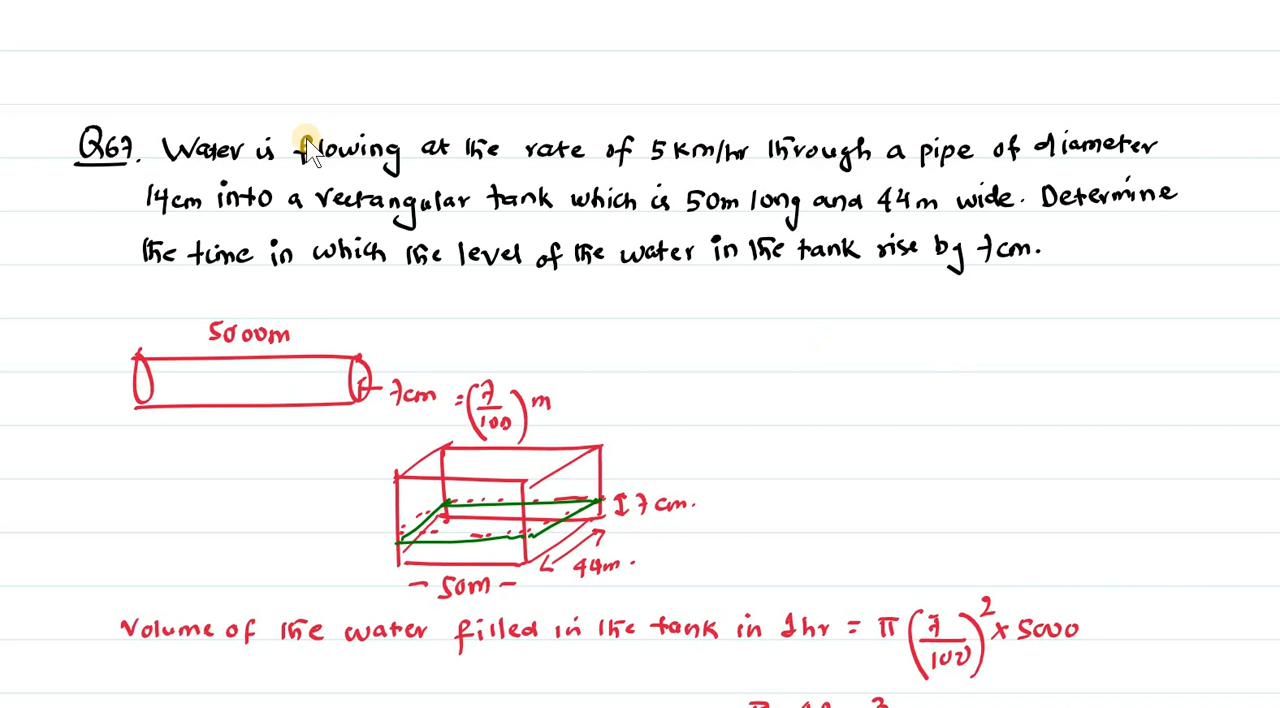 Q67. Water is flowing at the rate of 5 km/hr through a pipe of diameter
14cm into a rectangular tank which is 50m long and 44m wide. Determine
the time in which the level of the water in the tank rise by 7cm.
5000m
7cm = (7/100) m
I 7 cm.
44m.
- 50m -
Volume of the water filled in the tank in 1hr = π (7/100)² × 5000